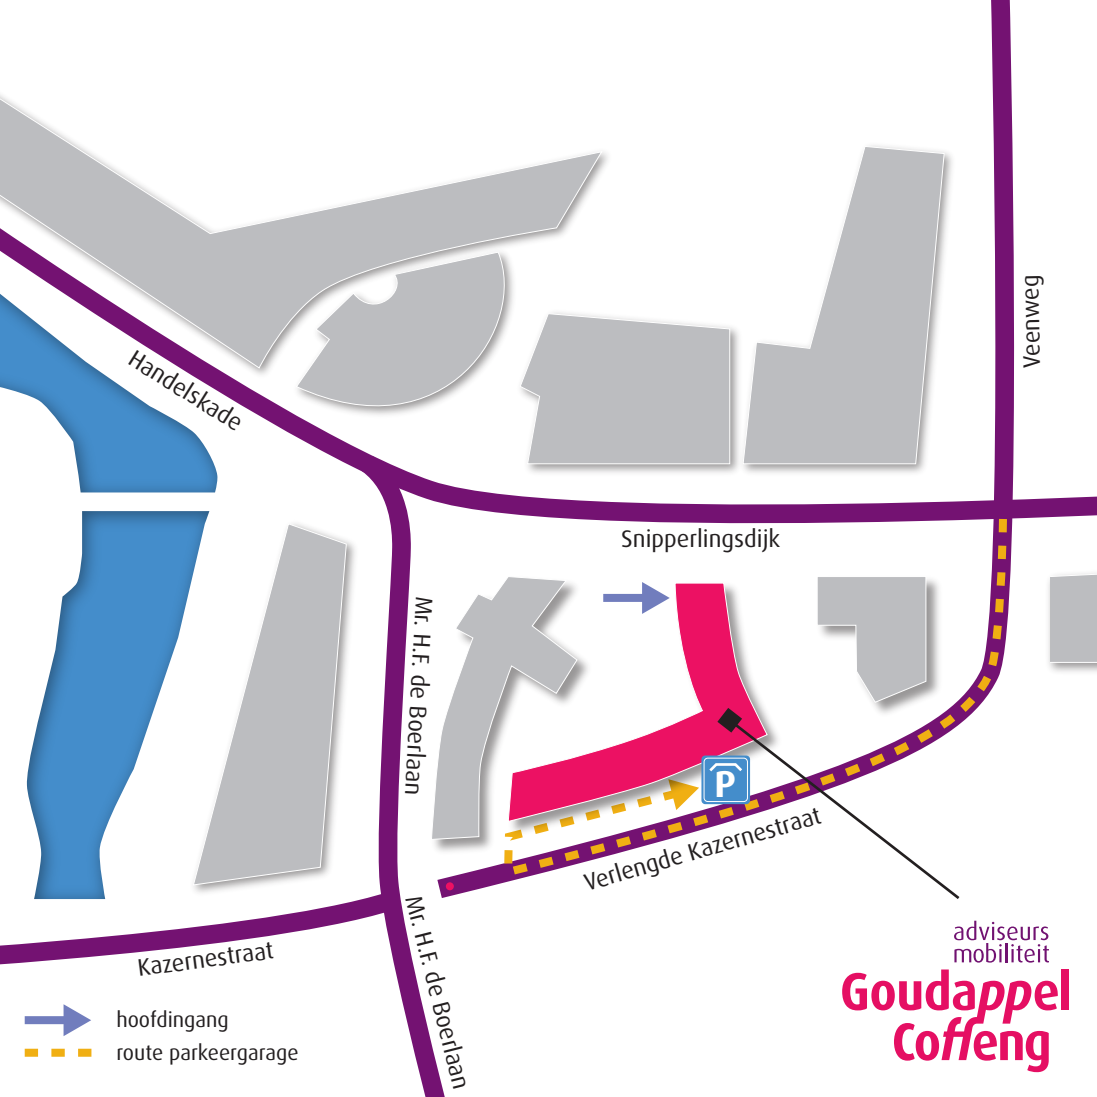 Veenweg
Handelskade
Snipperlingsdijk
Mr. H.F. de Boerlaan
P
Verlengde Kazernestraat
Mr. H.F. de Boerlaan
Kazernestraat
adviseurs
mobiliteit
Goudappel
Coffeng
hoofdingang
route parkeergarage